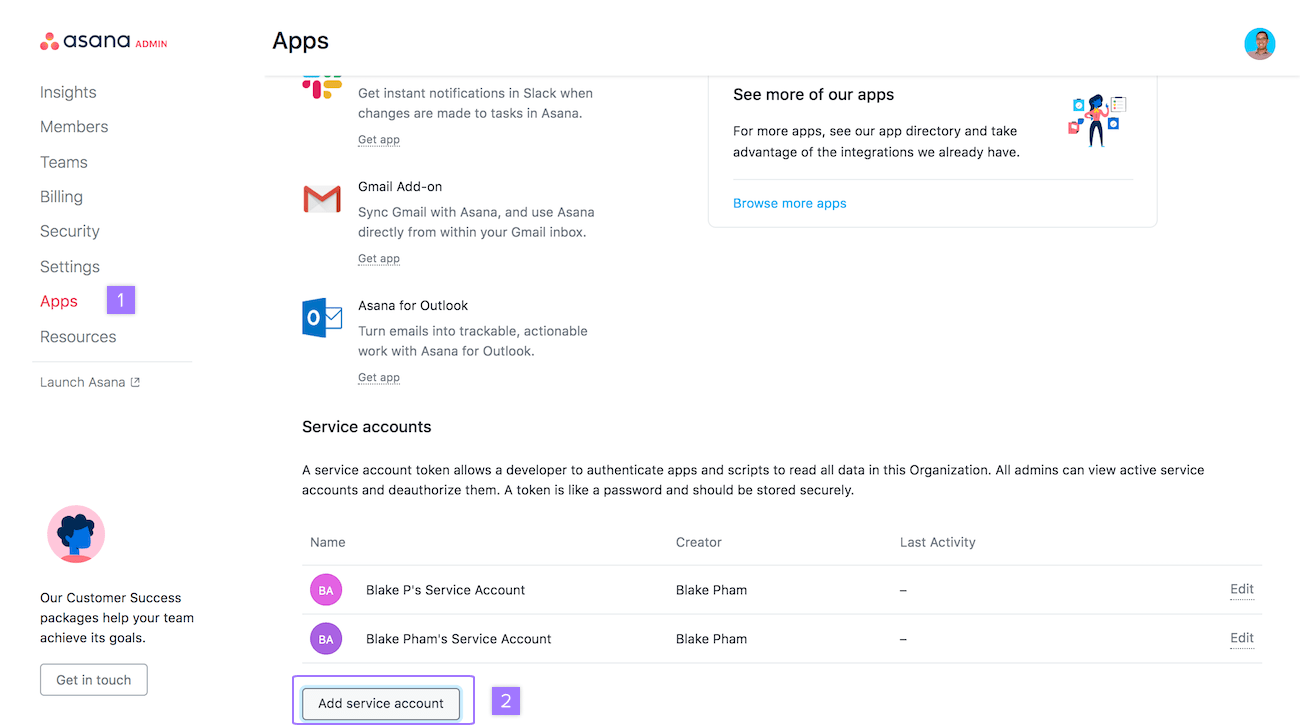 asana ADMIN
Apps
Insights
Members
Teams
Billing
Security
Settings
Apps 1
Resources
Launch Asana
Our Customer Success
packages help your team
achieve its goals.
Get in touch
Get instant notifications in Slack when
changes are made to tasks in Asana.
Get app
Gmail Add-on
Sync Gmail with Asana, and use Asana
directly from within your Gmail inbox.
Get app
Asana for Outlook
Turn emails into trackable, actionable
work with Asana for Outlook.
Get app
See more of our apps
For more apps, see our app directory and take
advantage of the integrations we already have.
Browse more apps
Service accounts
A service account token allows a developer to authenticate apps and scripts to read all data in this Organization. All admins can view active service
accounts and deauthorize them. A token is like a password and should be stored securely.
Name Creator Last Activity
BA Blake P's Service Account Blake Pham – Edit
BA Blake Pham's Service Account Blake Pham – Edit
Add service account 2